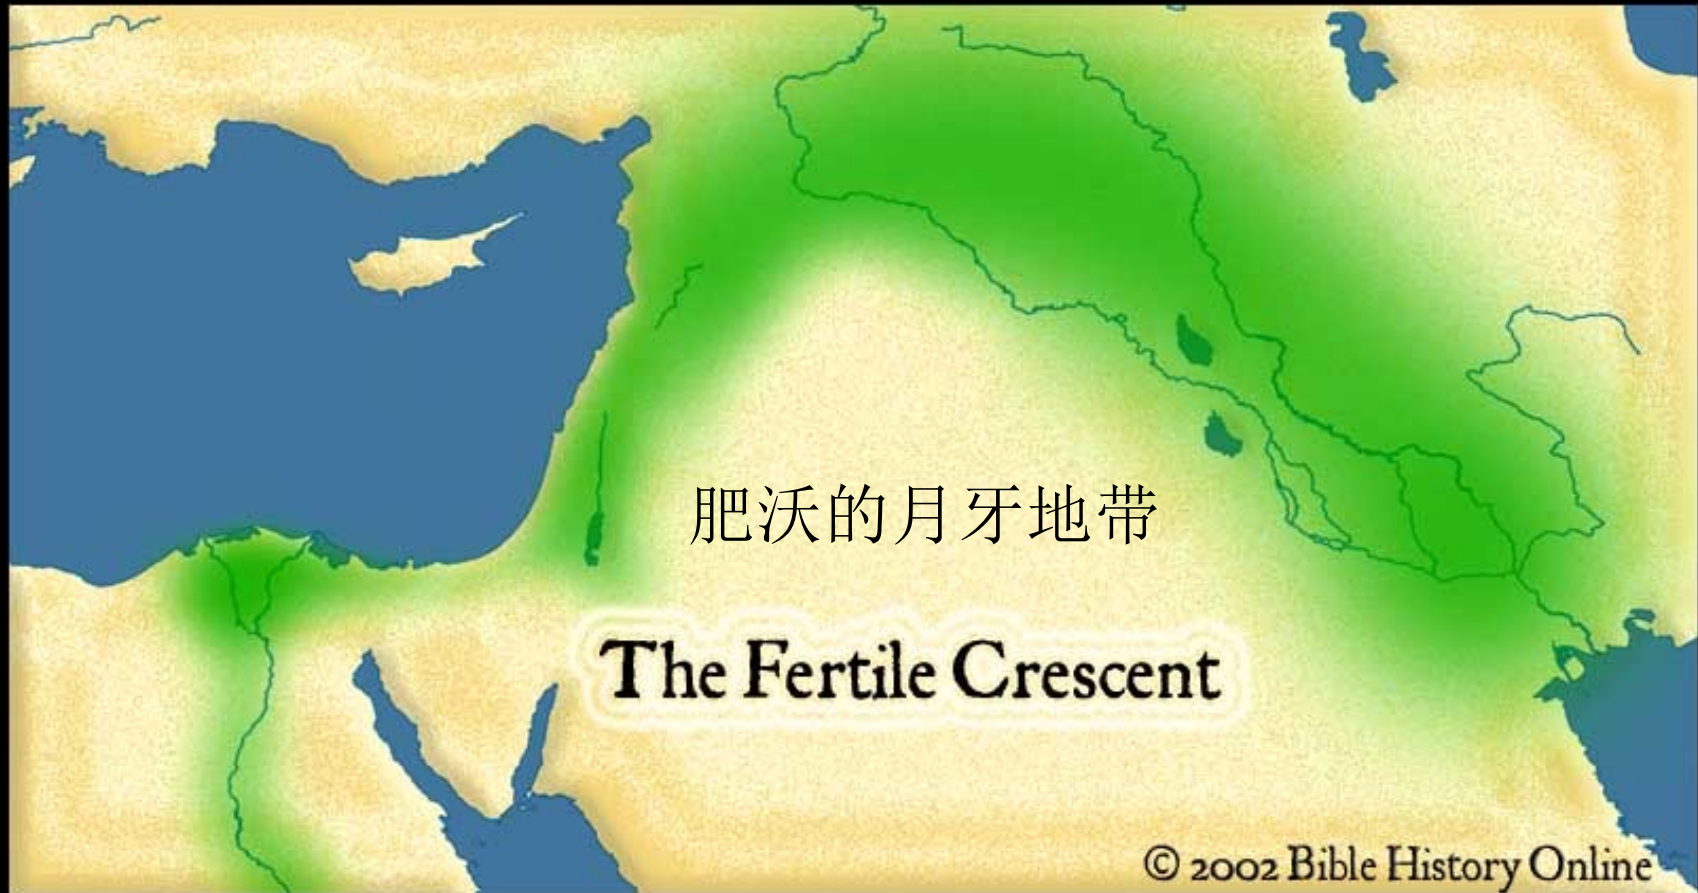 肥沃的月牙地带
The Fertile Crescent
© 2002 Bible History Online